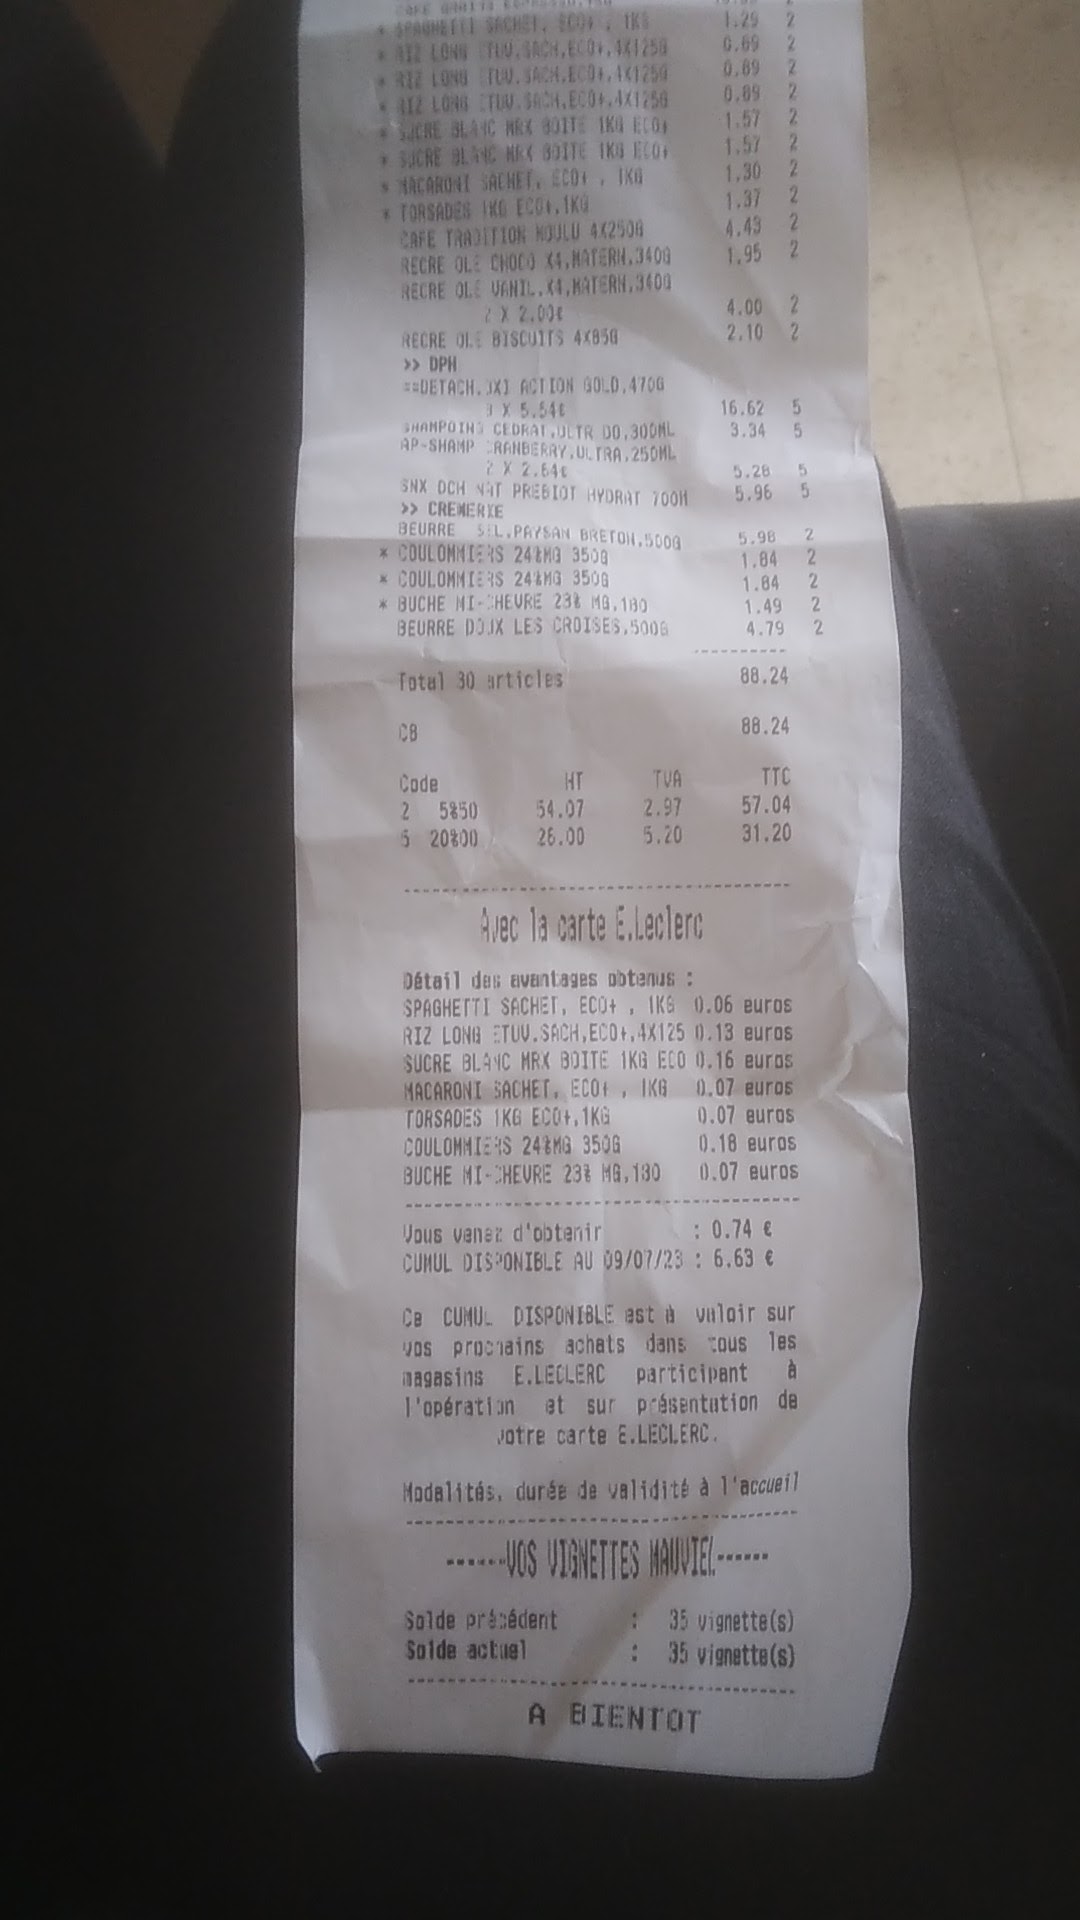 * SPAGHETTI SACHET, ECO+ , 1KG 1.29 2
* RIZ LONG ETUV.SACH,ECO+,4X125G 0.89 2
* RIZ LONG ETUV.SACH,ECO+,4X125G 0.89 2
* RIZ LONG ETUV.SACH,ECO+,4X125G 0.89 2
* SUCRE BLANC MRX BOITE 1KG ECO+ 1.57 2
* SUCRE BLANC MRX BOITE 1KG ECO+ 1.57 2
* MACARONI SACHET, ECO+ , 1KG 1.30 2
* TORSADES 1KG ECO+,1KG 1.37 2
CAFE TRADITION MOULU 4X250G 4.43 2
RECRE OLE CHOCO X4,MATERN,340G 1.95 2
RECRE OLE VANIL.X4,MATERN,340G
2 X 2.00€ 4.00 2
RECRE OLE BISCUITS 4X85G 2.10 2
>> DPH
==DETACH.OXI ACTION GOLD,470G
3 X 5.54€ 16.62 5
SHAMPOING CEDRAT,ULTR DO,300ML 3.34 5
AP-SHAMP CRANBERRY,ULTRA,250ML
2 X 2.64€ 5.28 5
SNX DCH NAT PREBIOT HYDRAT 700M 5.96 5
>> CREMERIE
BEURRE SEL,PAYSAN BRETON,500G 5.98 2
* COULOMMIERS 24%MG 350G 1.84 2
* COULOMMIERS 24%MG 350G 1.84 2
* BUCHE MI-CHEVRE 23% MG,180 1.49 2
BEURRE DOUX LES CROISES,500G 4.79 2
----------
Total 30 articles 88.24
CB 88.24
Code HT TVA TTC
2 5%50 54.07 2.97 57.04
5 20%00 26.00 5.20 31.20
----------------------------------------
Avec la carte E.Leclerc
Détail des avantages obtenus :
SPAGHETTI SACHET, ECO+ , 1KG 0.06 euros
RIZ LONG ETUV.SACH,ECO+,4X125 0.13 euros
SUCRE BLANC MRX BOITE 1KG ECO 0.16 euros
MACARONI SACHET, ECO+ , 1KG 0.07 euros
TORSADES 1KG ECO+,1KG 0.07 euros
COULOMMIERS 24%MG 350G 0.18 euros
BUCHE MI-CHEVRE 23% MG,180 0.07 euros
----------------------------------------
Vous venez d'obtenir : 0.74 €
CUMUL DISPONIBLE AU 09/07/23 : 6.63 €
Ce CUMUL DISPONIBLE est à valoir sur
vos prochains achats dans tous les
magasins E.LECLERC participant à
l'opération et sur présentation de
votre carte E.LECLERC.
Modalités, durée de validité à l'accueil
----------------------------------------
------VOS VIGNETTES MAUVIEL------
Solde précédent : 35 vignette(s)
Solde actuel : 35 vignette(s)
----------------------------------------
A BIENTOT